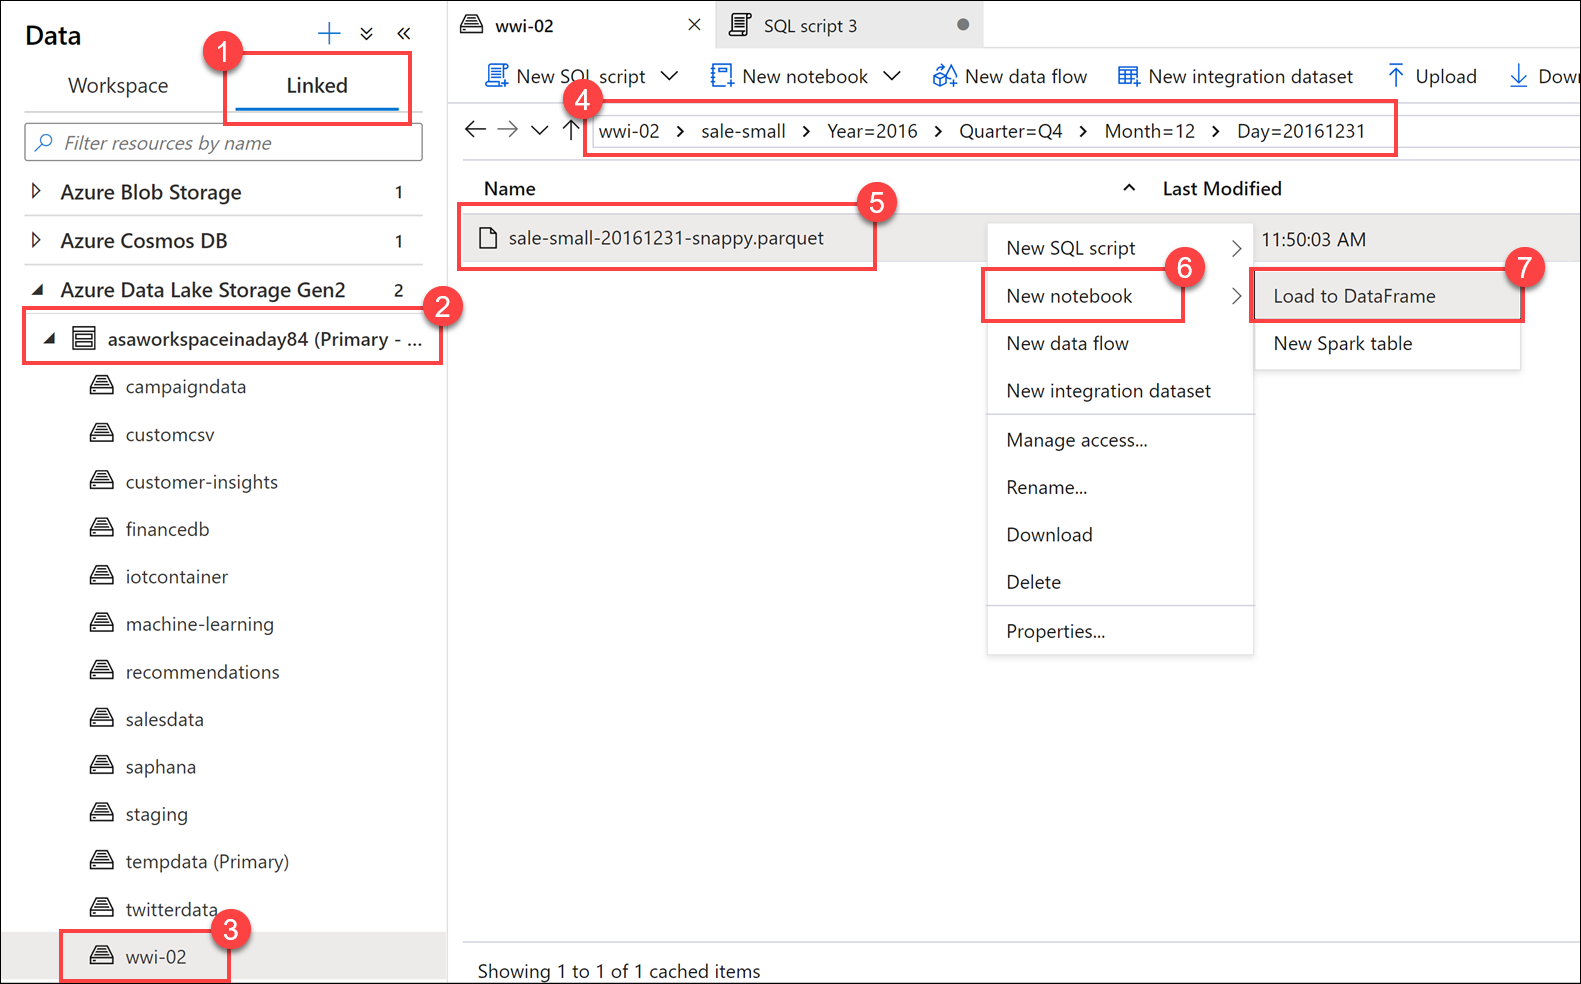 Data
1
Workspace
Linked
Filter resources by name
Azure Blob Storage 1
Azure Cosmos DB 1
Azure Data Lake Storage Gen2 2
2
asaworkspaceinaday84 (Primary - ...
campaigndata
customcsv
customer-insights
financedb
iotcontainer
machine-learning
recommendations
salesdata
saphana
staging
tempdata (Primary)
twitterdata
3
wwi-02
wwi-02
SQL script 3
New SQL script
New notebook
New data flow
New integration dataset
Upload
Down
4
wwi-02 > sale-small > Year=2016 > Quarter=Q4 > Month=12 > Day=20161231
Name
Last Modified
5
sale-small-20161231-snappy.parquet
11:50:03 AM
New SQL script
6
New notebook
New data flow
New integration dataset
Manage access...
Rename...
Download
Delete
Properties...
7
Load to DataFrame
New Spark table
Showing 1 to 1 of 1 cached items